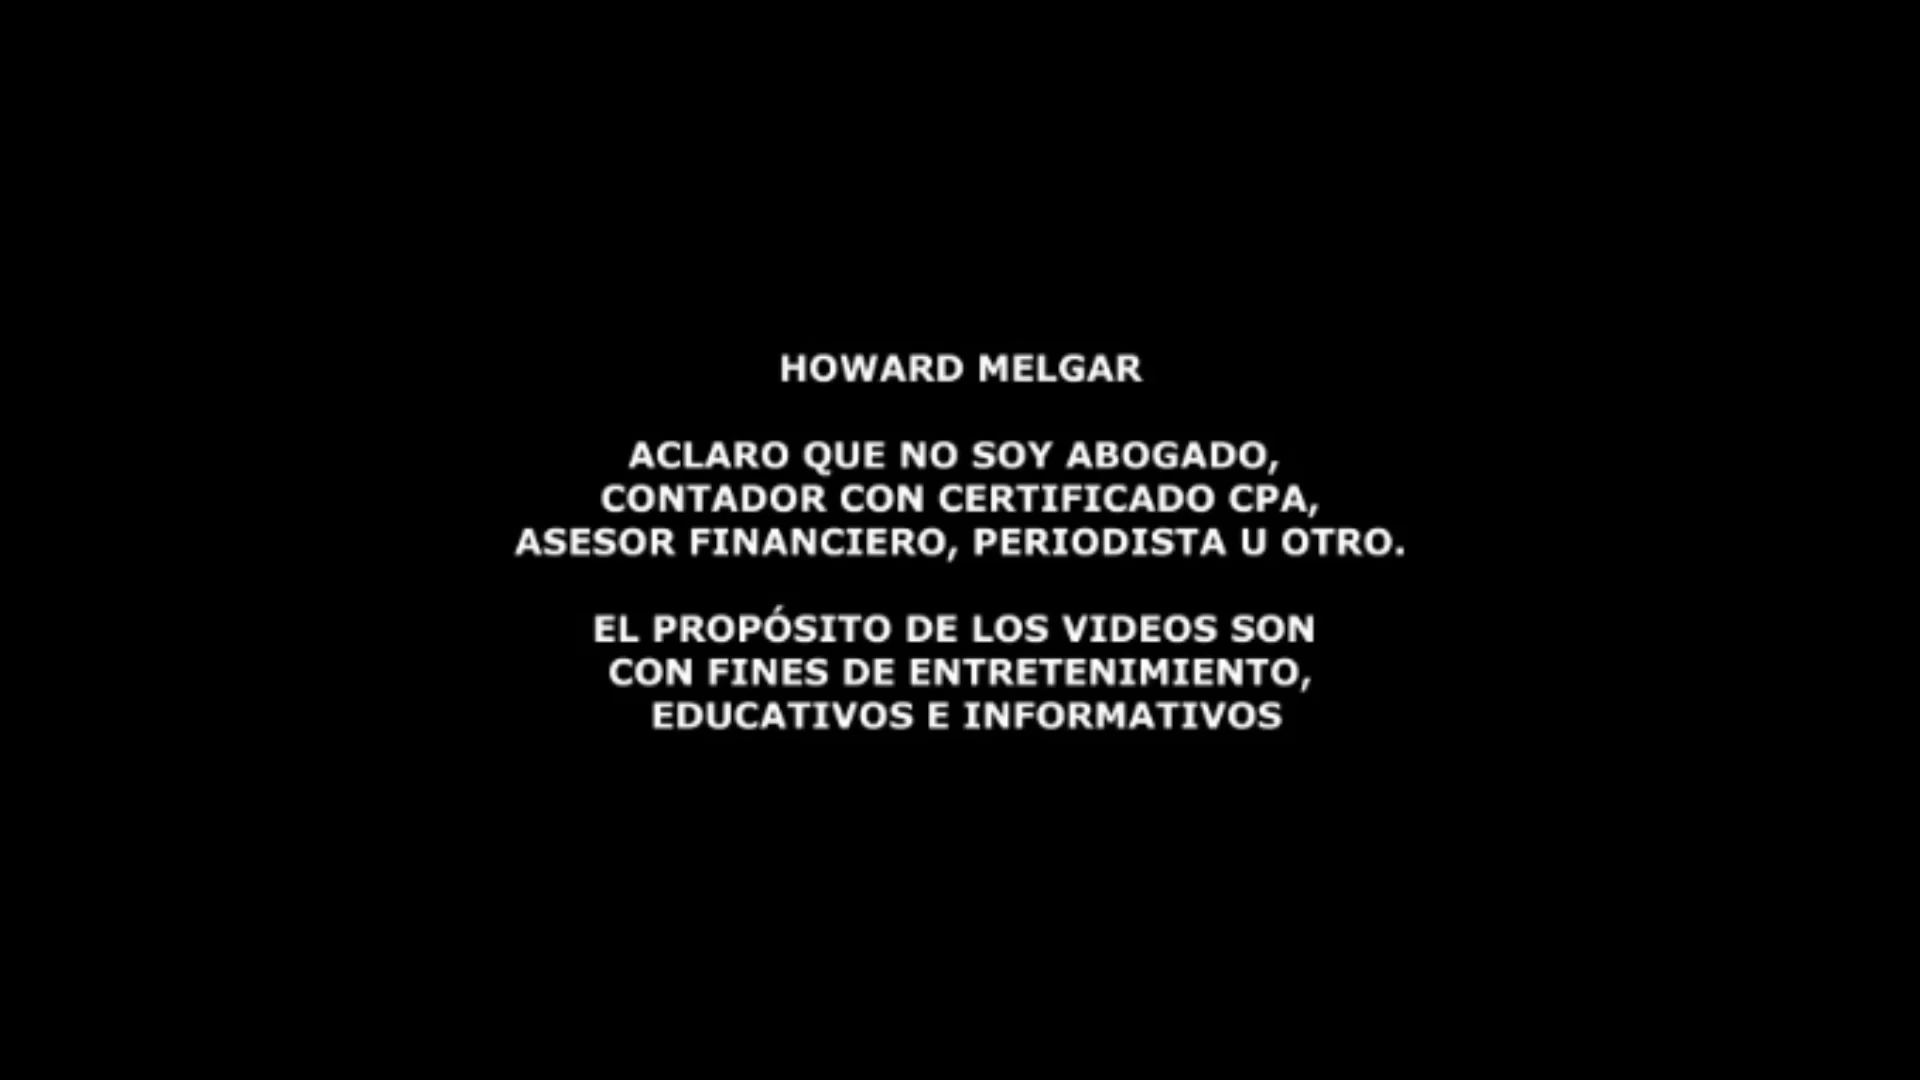 HOWARD MELGAR
ACLARO QUE NO SOY ABOGADO,
CONTADOR CON CERTIFICADO CPA,
ASESOR FINANCIERO, PERIODISTA U OTRO.
EL PROPÓSITO DE LOS VIDEOS SON
CON FINES DE ENTRETENIMIENTO,
EDUCATIVOS E INFORMATIVOS